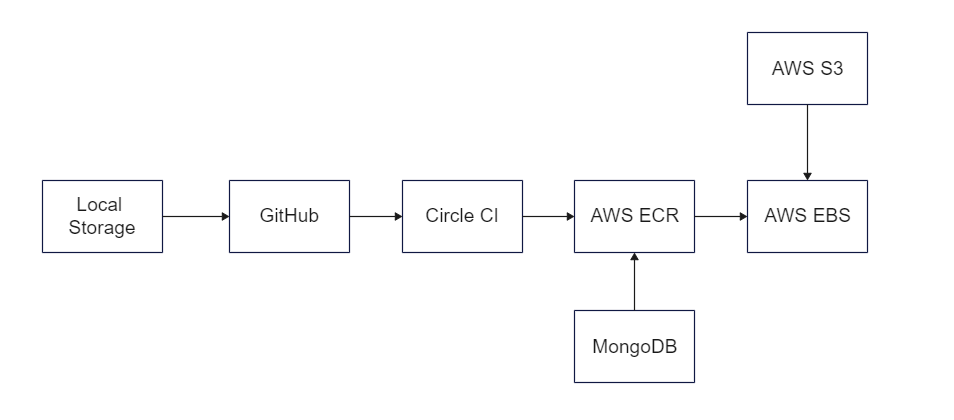 AWS S3
Local
Storage
GitHub
Circle CI
AWS ECR
AWS EBS
MongoDB